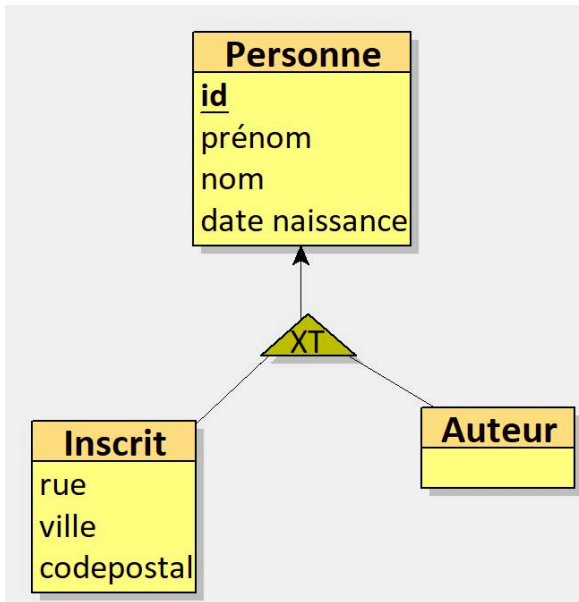 Personne
id
prénom
nom
date naissance
XT
Inscrit
rue
ville
codepostal
Auteur